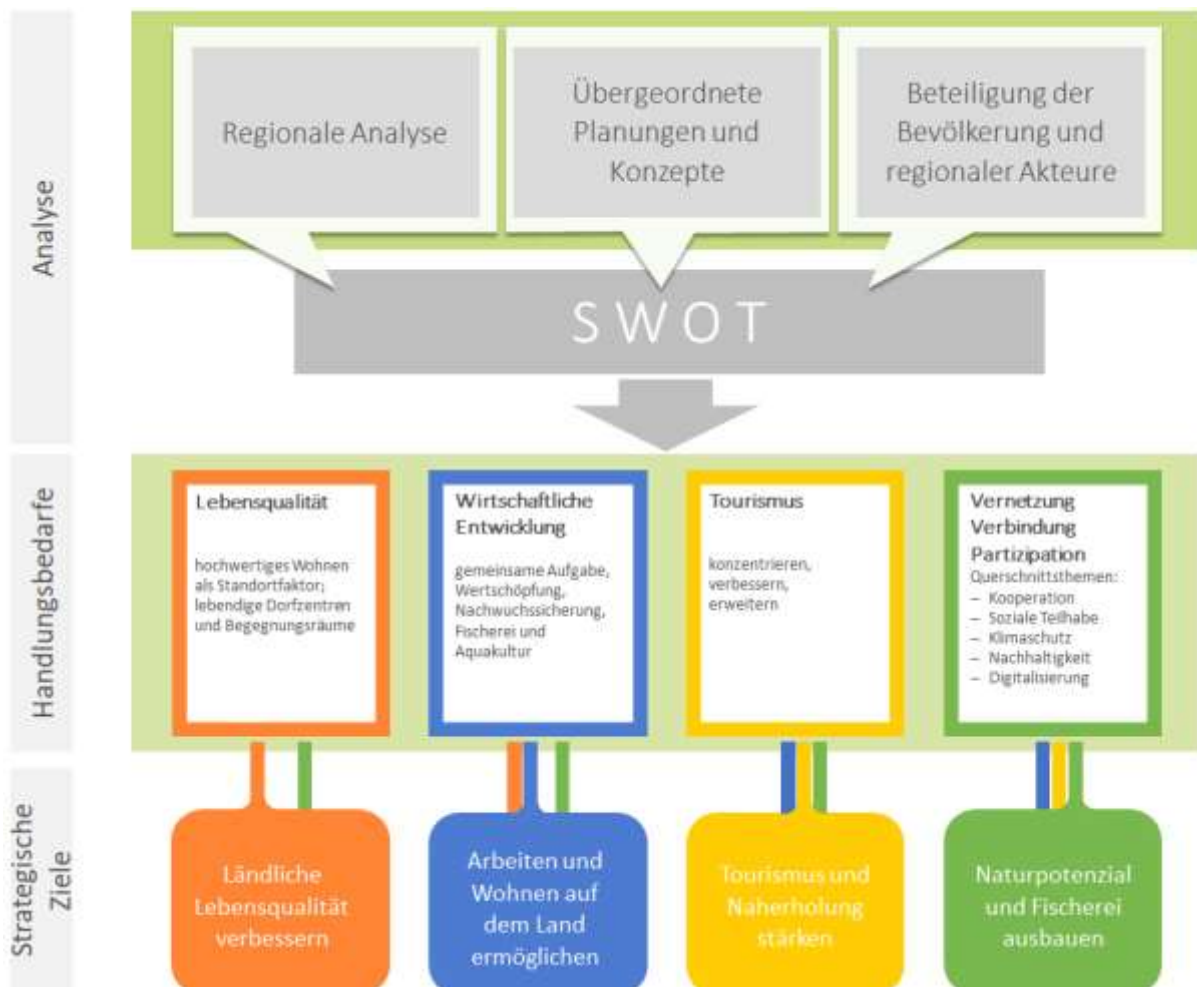 Analyse
Regionale Analyse
Übergeordnete
Planungen und
Konzepte
Beteiligung der
Bevölkerung und
regionaler Akteure
SWOT
Handlungsbedarfe
Lebensqualität
hochwertiges Wohnen
als Standortfaktor;
lebendige Dorfzentren
und Begegnungsräume
Wirtschaftliche
Entwicklung
gemeinsame Aufgabe,
Wertschöpfung,
Nachwuchssicherung,
Fischerei und
Aquakultur
Tourismus
konzentrieren,
verbessern,
erweitern
Vernetzung
Verbindung
Partizipation
Querschnittsthemen:
– Kooperation
– Soziale Teilhabe
– Klimaschutz
– Nachhaltigkeit
– Digitalisierung
Strategische
Ziele
Ländliche
Lebensqualität
verbessern
Arbeiten und
Wohnen auf
dem Land
ermöglichen
Tourismus und
Naherholung
stärken
Naturpotenzial
und Fischerei
ausbauen